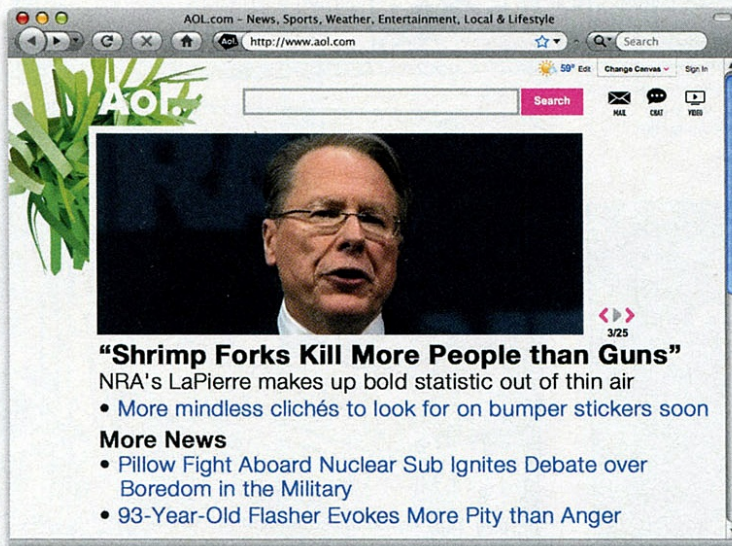 AOL.com – News, Sports, Weather, Entertainment, Local & Lifestyle
Aol. http://www.aol.com Search
59° Edit Change Canvas Sign In
Aol. Search
MAIL CHAT VIDEO
3/25
“Shrimp Forks Kill More People than Guns”
NRA's LaPierre makes up bold statistic out of thin air
• More mindless clichés to look for on bumper stickers soon
More News
• Pillow Fight Aboard Nuclear Sub Ignites Debate over
Boredom in the Military
• 93-Year-Old Flasher Evokes More Pity than Anger